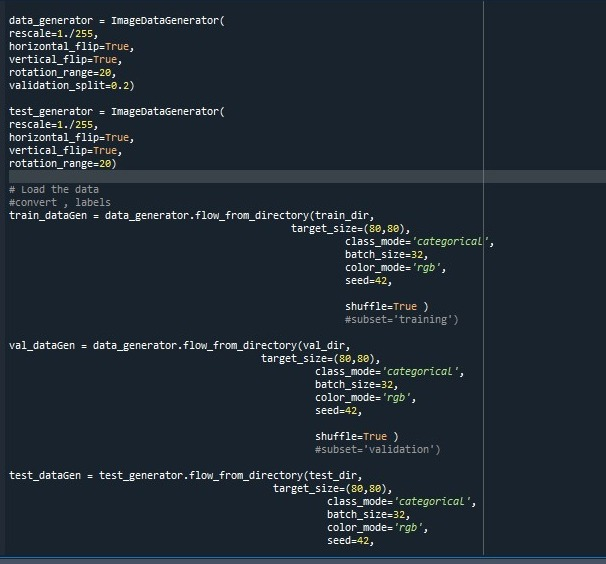 data_generator = ImageDataGenerator(
rescale=1./255,
horizontal_flip=True,
vertical_flip=True,
rotation_range=20,
validation_split=0.2)
test_generator = ImageDataGenerator(
rescale=1./255,
horizontal_flip=True,
vertical_flip=True,
rotation_range=20)
# Load the data
#convert , labels
train_dataGen = data_generator.flow_from_directory(train_dir,
target_size=(80,80),
class_mode='categorical',
batch_size=32,
color_mode='rgb',
seed=42,
shuffle=True )
#subset='training')
val_dataGen = data_generator.flow_from_directory(val_dir,
target_size=(80,80),
class_mode='categorical',
batch_size=32,
color_mode='rgb',
seed=42,
shuffle=True )
#subset='validation')
test_dataGen = test_generator.flow_from_directory(test_dir,
target_size=(80,80),
class_mode='categorical',
batch_size=32,
color_mode='rgb',
seed=42,